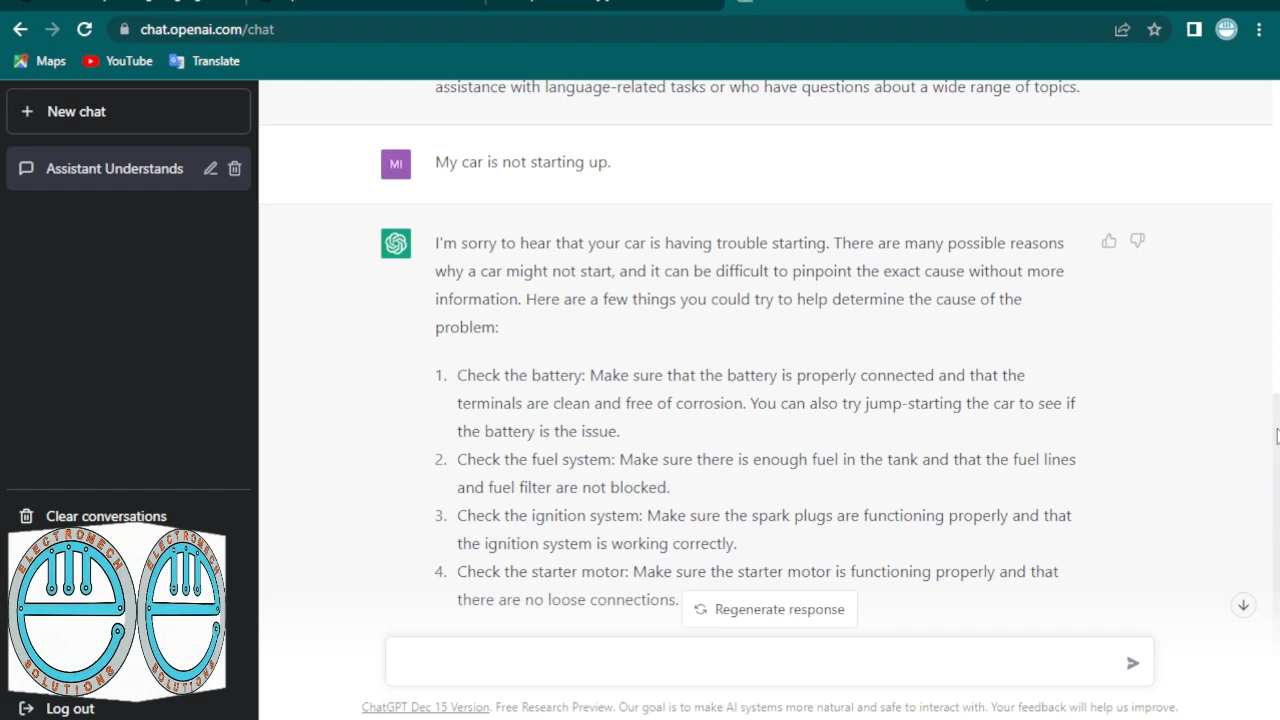 chat.openai.com/chat
Maps
YouTube
Translate
New chat
Assistant Understands
assistance with language-related tasks or who have questions about a wide range of topics.
MI
My car is not starting up.
I'm sorry to hear that your car is having trouble starting. There are many possible reasons
why a car might not start, and it can be difficult to pinpoint the exact cause without more
information. Here are a few things you could try to help determine the cause of the
problem:
1. Check the battery: Make sure that the battery is properly connected and that the
terminals are clean and free of corrosion. You can also try jump-starting the car to see if
the battery is the issue.
2. Check the fuel system: Make sure there is enough fuel in the tank and that the fuel lines
and fuel filter are not blocked.
3. Check the ignition system: Make sure the spark plugs are functioning properly and that
the ignition system is working correctly.
4. Check the starter motor: Make sure the starter motor is functioning properly and that
there are no loose connections.
Regenerate response
Clear conversations
ELECTROMECH
SOLUTIONS
ELECTROMECH
SOLUTIONS
Log out
ChatGPT Dec 15 Version. Free Research Preview. Our goal is to make AI systems more natural and safe to interact with. Your feedback will help us improve.